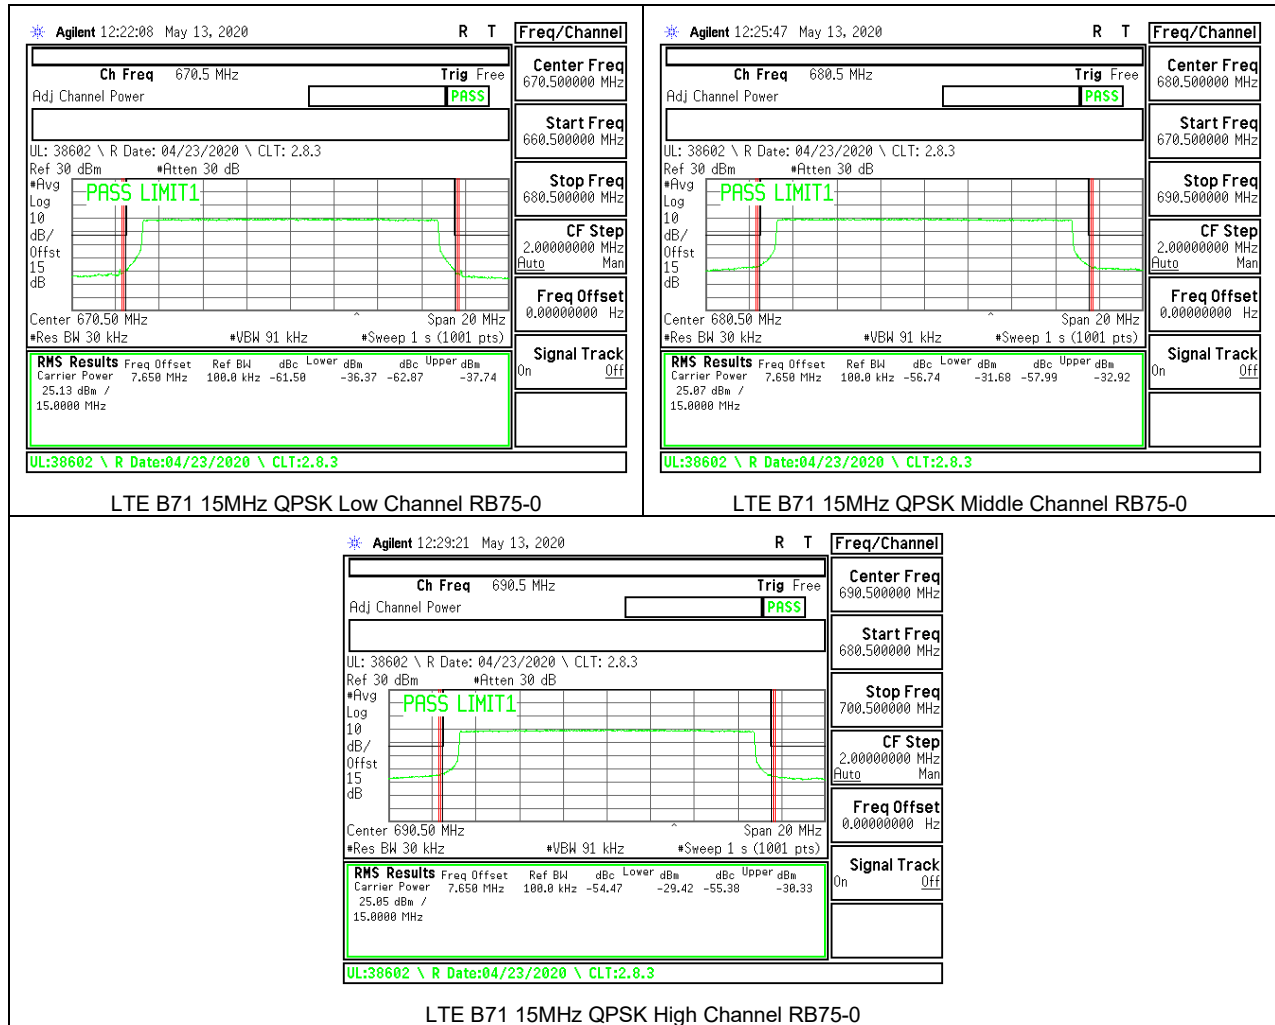 Agilent 12:22:08 May 13, 2020 R T
Freq/Channel
Ch Freq 670.5 MHz Trig Free
Adj Channel Power PASS
UL: 38602 \ R Date: 04/23/2020 \ CLT: 2.8.3
Ref 30 dBm #Atten 30 dB
#Avg
Log
10
dB/
Offst
15
dB
PASS LIMIT1
Center 670.50 MHz Span 20 MHz
#Res BW 30 kHz #VBW 91 kHz #Sweep 1 s (1001 pts)
RMS Results Freq Offset Ref BW dBc Lower dBm dBc Upper dBm
Carrier Power 7.650 MHz 100.0 kHz -61.50 -36.37 -62.87 -37.74
25.13 dBm /
15.0000 MHz
UL:38602 \ R Date:04/23/2020 \ CLT:2.8.3
Center Freq
670.500000 MHz
Start Freq
660.500000 MHz
Stop Freq
680.500000 MHz
CF Step
2.00000000 MHz
Auto Man
Freq Offset
0.00000000 Hz
Signal Track
On Off
LTE B71 15MHz QPSK Low Channel RB75-0
Agilent 12:25:47 May 13, 2020 R T
Freq/Channel
Ch Freq 680.5 MHz Trig Free
Adj Channel Power PASS
UL: 38602 \ R Date: 04/23/2020 \ CLT: 2.8.3
Ref 30 dBm #Atten 30 dB
#Avg
Log
10
dB/
Offst
15
dB
PASS LIMIT1
Center 680.50 MHz Span 20 MHz
#Res BW 30 kHz #VBW 91 kHz #Sweep 1 s (1001 pts)
RMS Results Freq Offset Ref BW dBc Lower dBm dBc Upper dBm
Carrier Power 7.650 MHz 100.0 kHz -56.74 -31.68 -57.99 -32.92
25.07 dBm /
15.0000 MHz
UL:38602 \ R Date:04/23/2020 \ CLT:2.8.3
Center Freq
680.500000 MHz
Start Freq
670.500000 MHz
Stop Freq
690.500000 MHz
CF Step
2.00000000 MHz
Auto Man
Freq Offset
0.00000000 Hz
Signal Track
On Off
LTE B71 15MHz QPSK Middle Channel RB75-0
Agilent 12:29:21 May 13, 2020 R T
Freq/Channel
Ch Freq 690.5 MHz Trig Free
Adj Channel Power PASS
UL: 38602 \ R Date: 04/23/2020 \ CLT: 2.8.3
Ref 30 dBm #Atten 30 dB
#Avg
Log
10
dB/
Offst
15
dB
PASS LIMIT1
Center 690.50 MHz Span 20 MHz
#Res BW 30 kHz #VBW 91 kHz #Sweep 1 s (1001 pts)
RMS Results Freq Offset Ref BW dBc Lower dBm dBc Upper dBm
Carrier Power 7.650 MHz 100.0 kHz -54.47 -29.42 -55.38 -30.33
25.05 dBm /
15.0000 MHz
UL:38602 \ R Date:04/23/2020 \ CLT:2.8.3
Center Freq
690.500000 MHz
Start Freq
680.500000 MHz
Stop Freq
700.500000 MHz
CF Step
2.00000000 MHz
Auto Man
Freq Offset
0.00000000 Hz
Signal Track
On Off
LTE B71 15MHz QPSK High Channel RB75-0